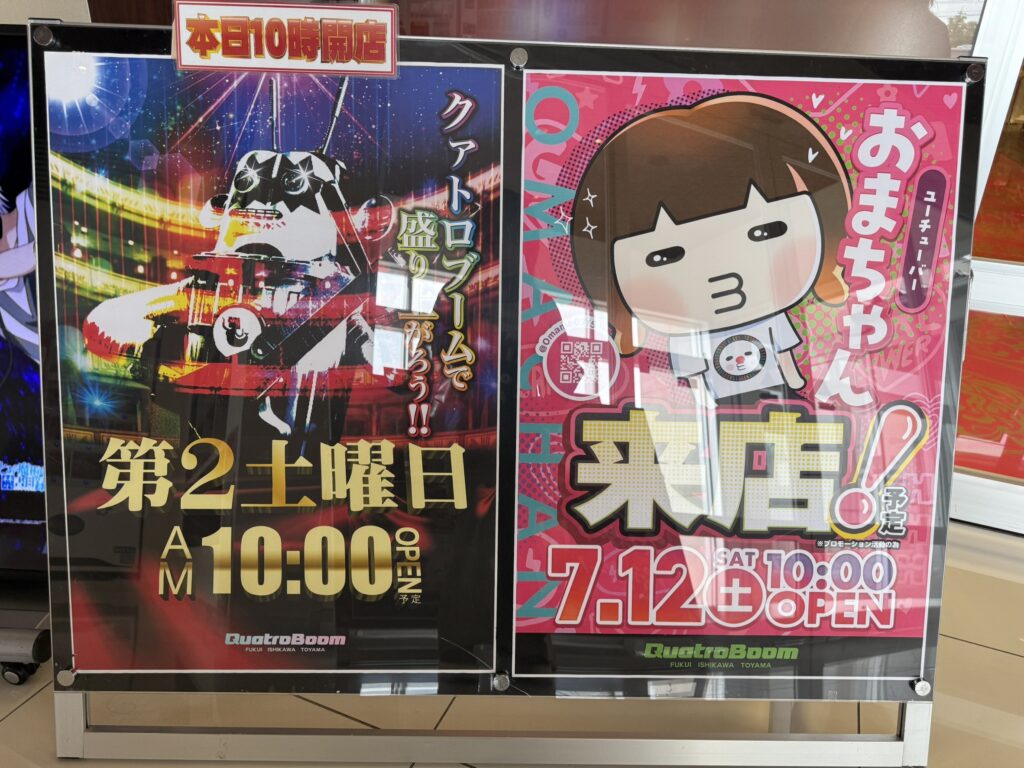 本日10時開店
クァトロブームで
盛り上がろう!!
第2土曜日
AM 10:00 OPEN 予定
QuatroBoom
FUKUI ISHIKAWA TOYAMA
OMACHAN
ユーチューバー
おまちゃん
来店!
予定
※プロモーション活動の為
7.12 SAT 土 10:00 OPEN
QuatroBoom
FUKUI ISHIKAWA TOYAMA